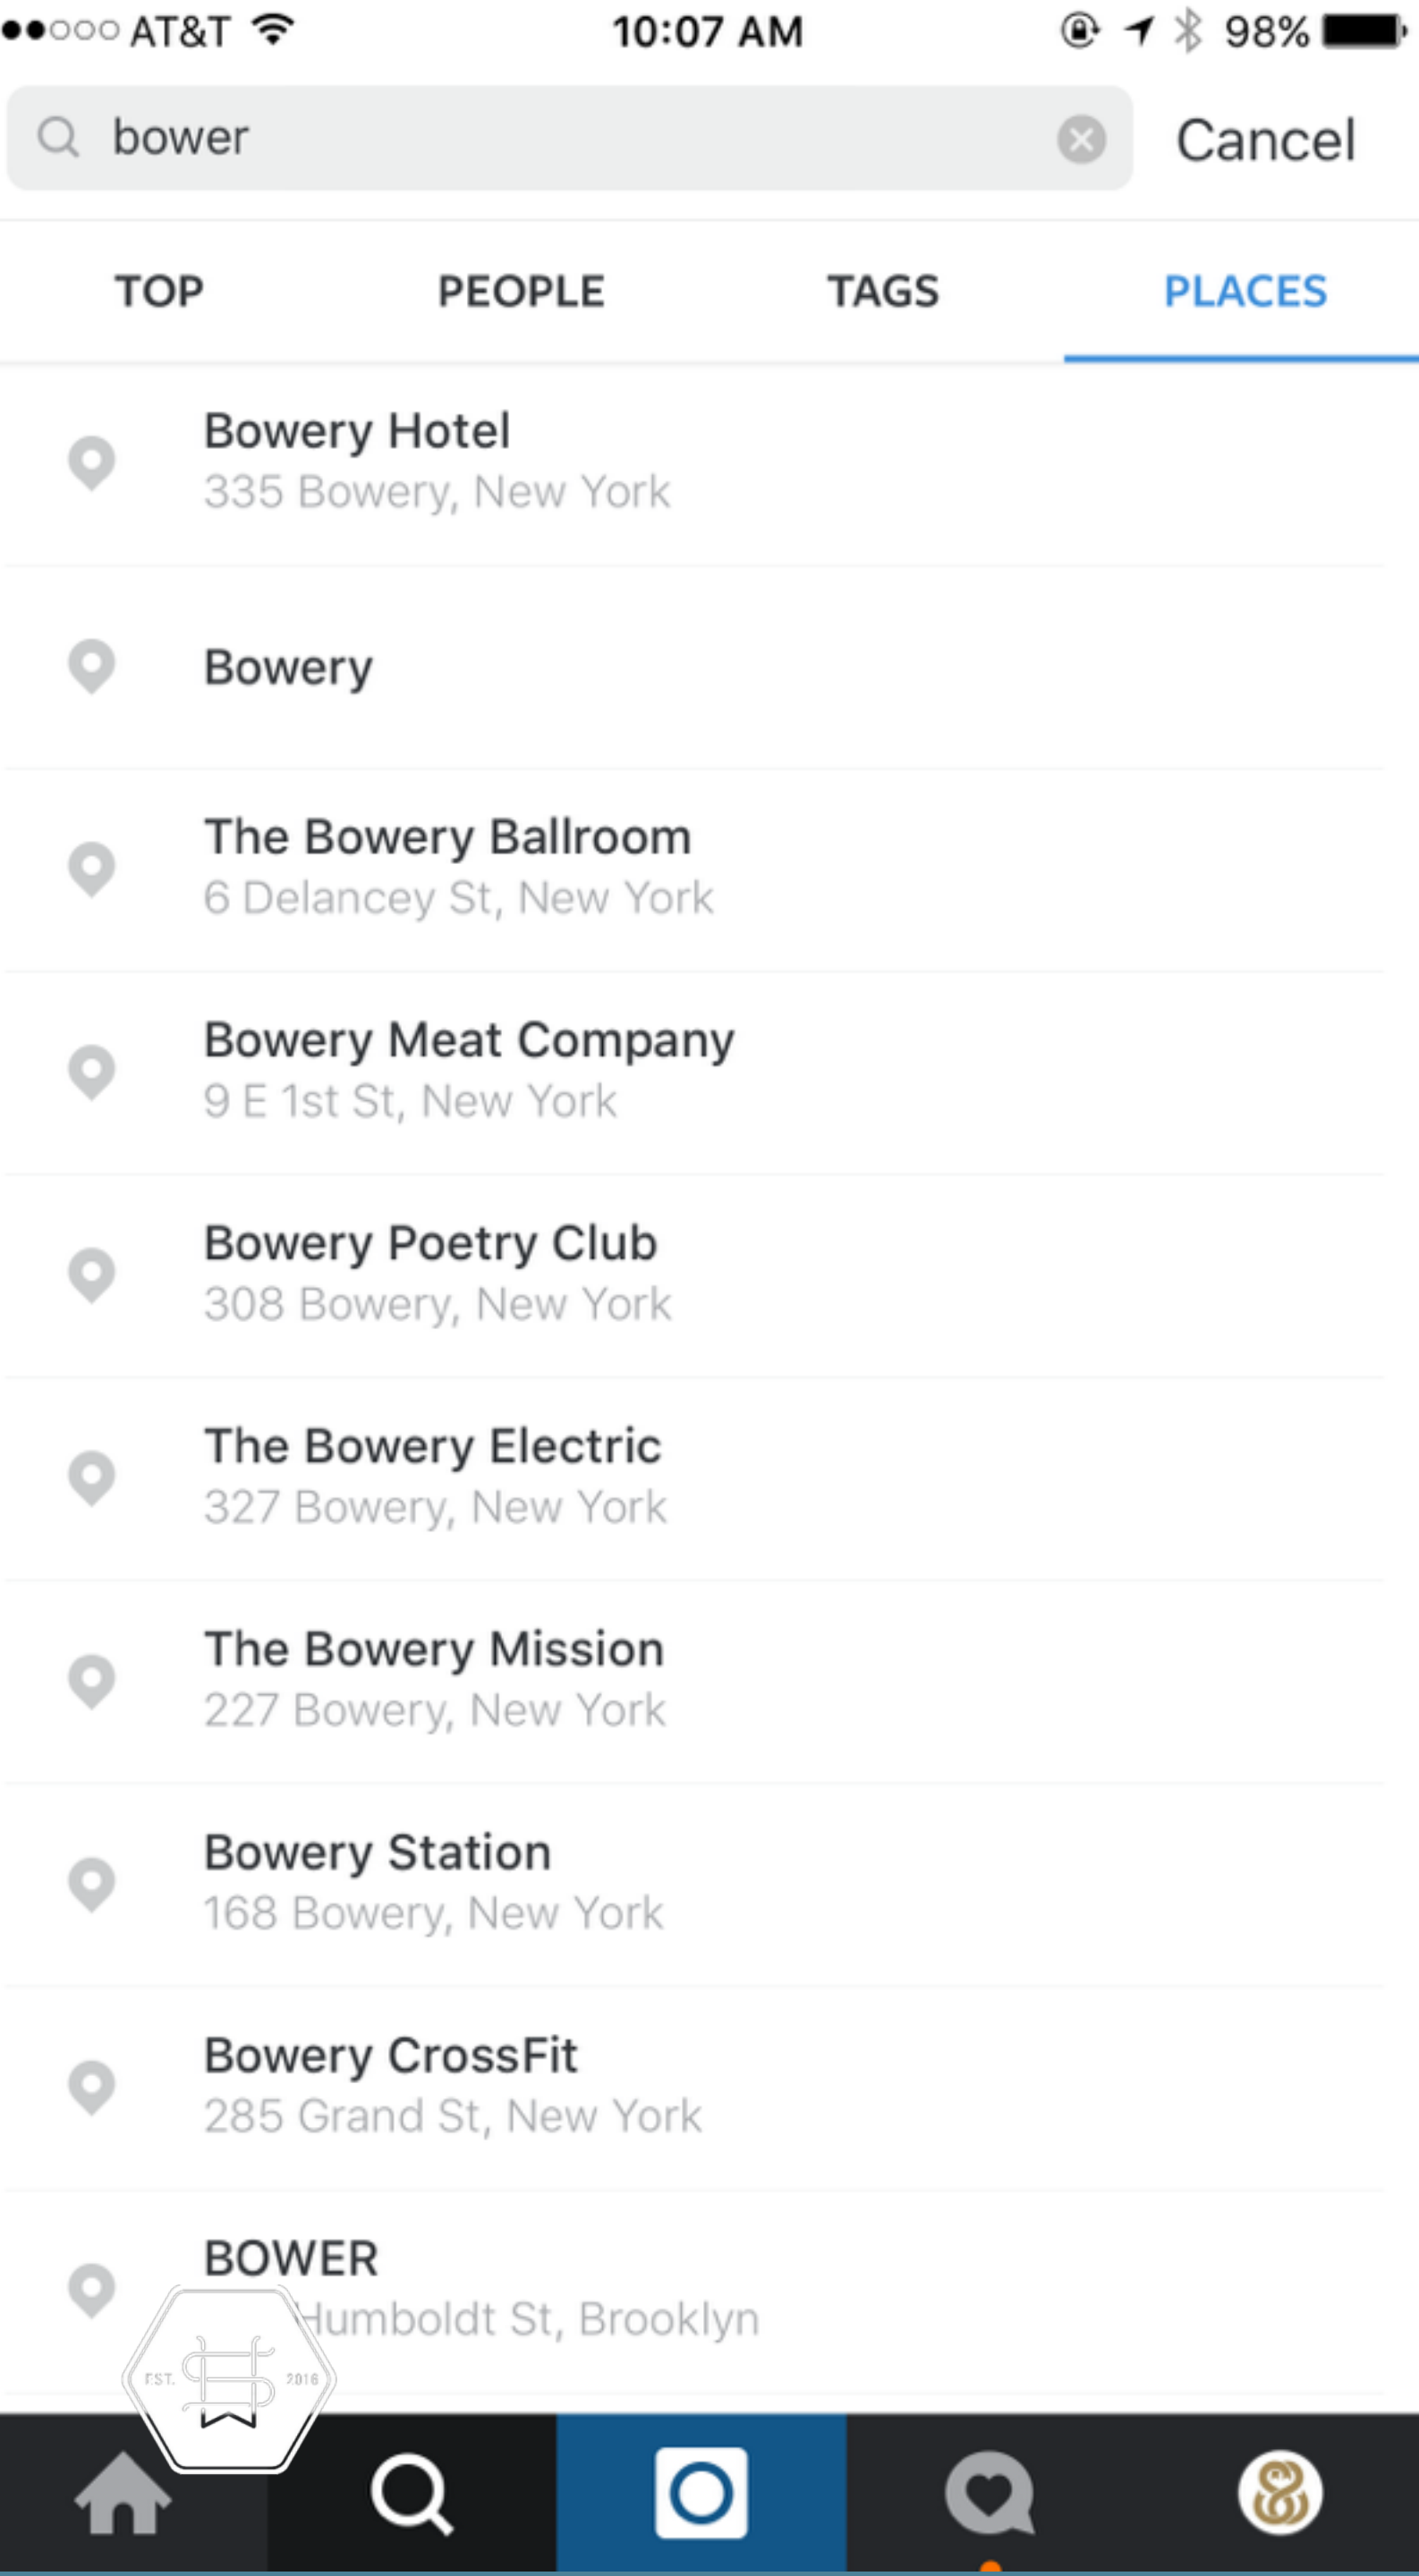 AT&T 10:07 AM 98%
bower Cancel
TOP PEOPLE TAGS PLACES
Bowery Hotel
335 Bowery, New York
Bowery
The Bowery Ballroom
6 Delancey St, New York
Bowery Meat Company
9 E 1st St, New York
Bowery Poetry Club
308 Bowery, New York
The Bowery Electric
327 Bowery, New York
The Bowery Mission
227 Bowery, New York
Bowery Station
168 Bowery, New York
Bowery CrossFit
285 Grand St, New York
BOWER
Humboldt St, Brooklyn
EST. 2016